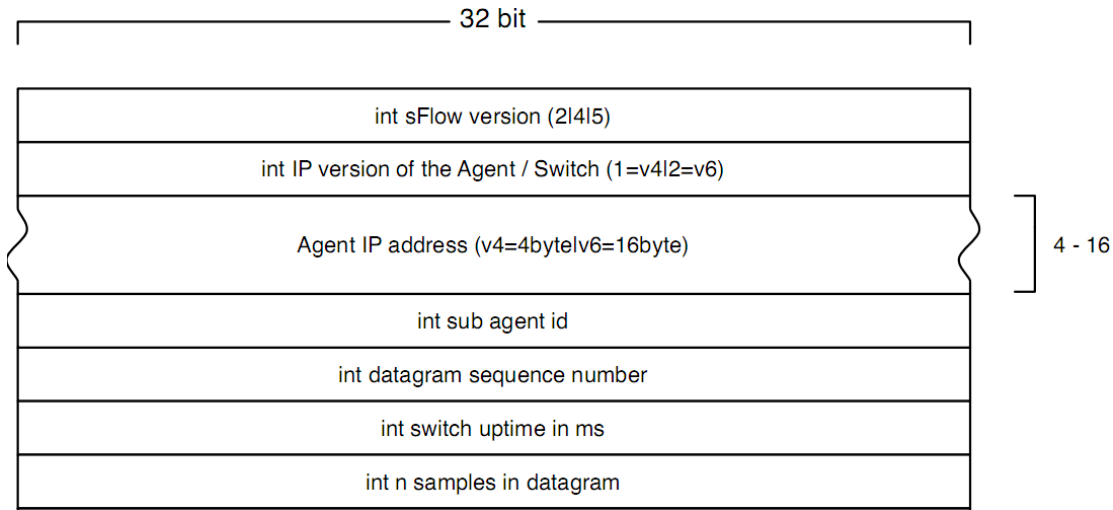 32 bit
int sFlow version (2|4|5)
int IP version of the Agent / Switch (1=v4|2=v6)
Agent IP address (v4=4byte|v6=16byte)
4 - 16
int sub agent id
int datagram sequence number
int switch uptime in ms
int n samples in datagram